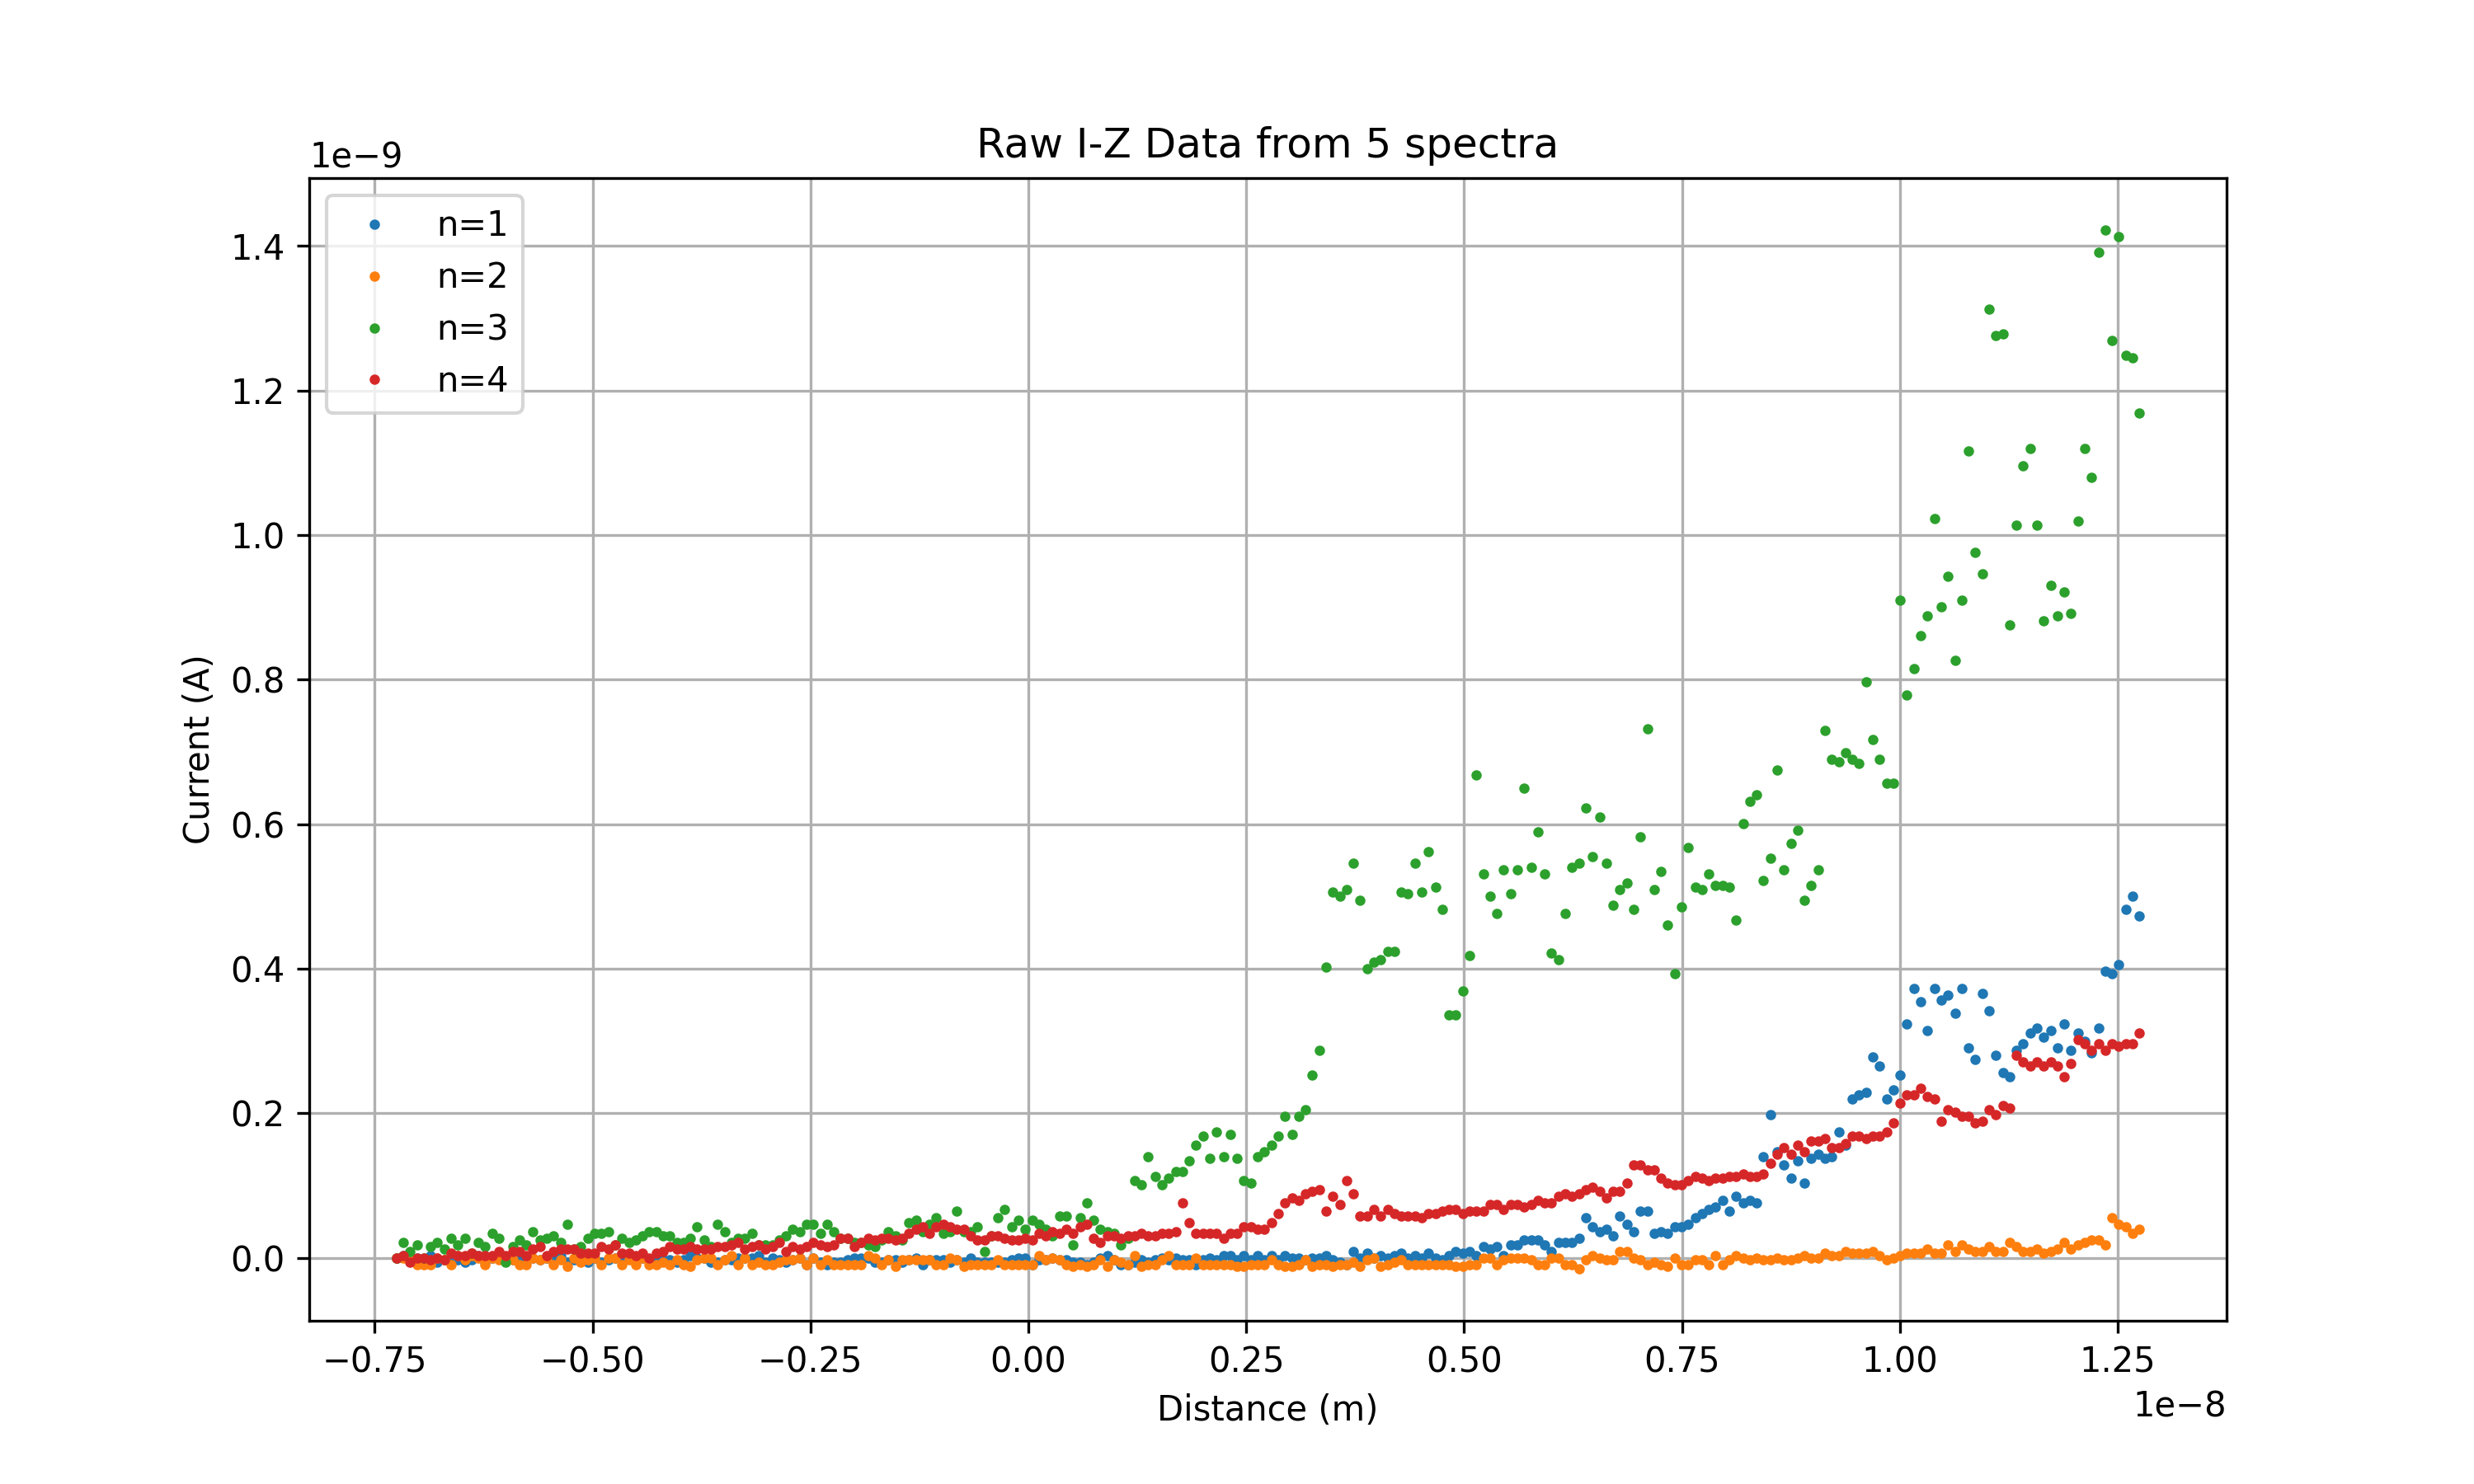 Raw I-Z Data from 5 spectra
1e−9
n=1
n=2
n=3
n=4
1.4
1.2
1.0
0.8
0.6
0.4
0.2
0.0
Current (A)
−0.75 −0.50 −0.25 0.00 0.25 0.50 0.75 1.00 1.25
1e−8
Distance (m)